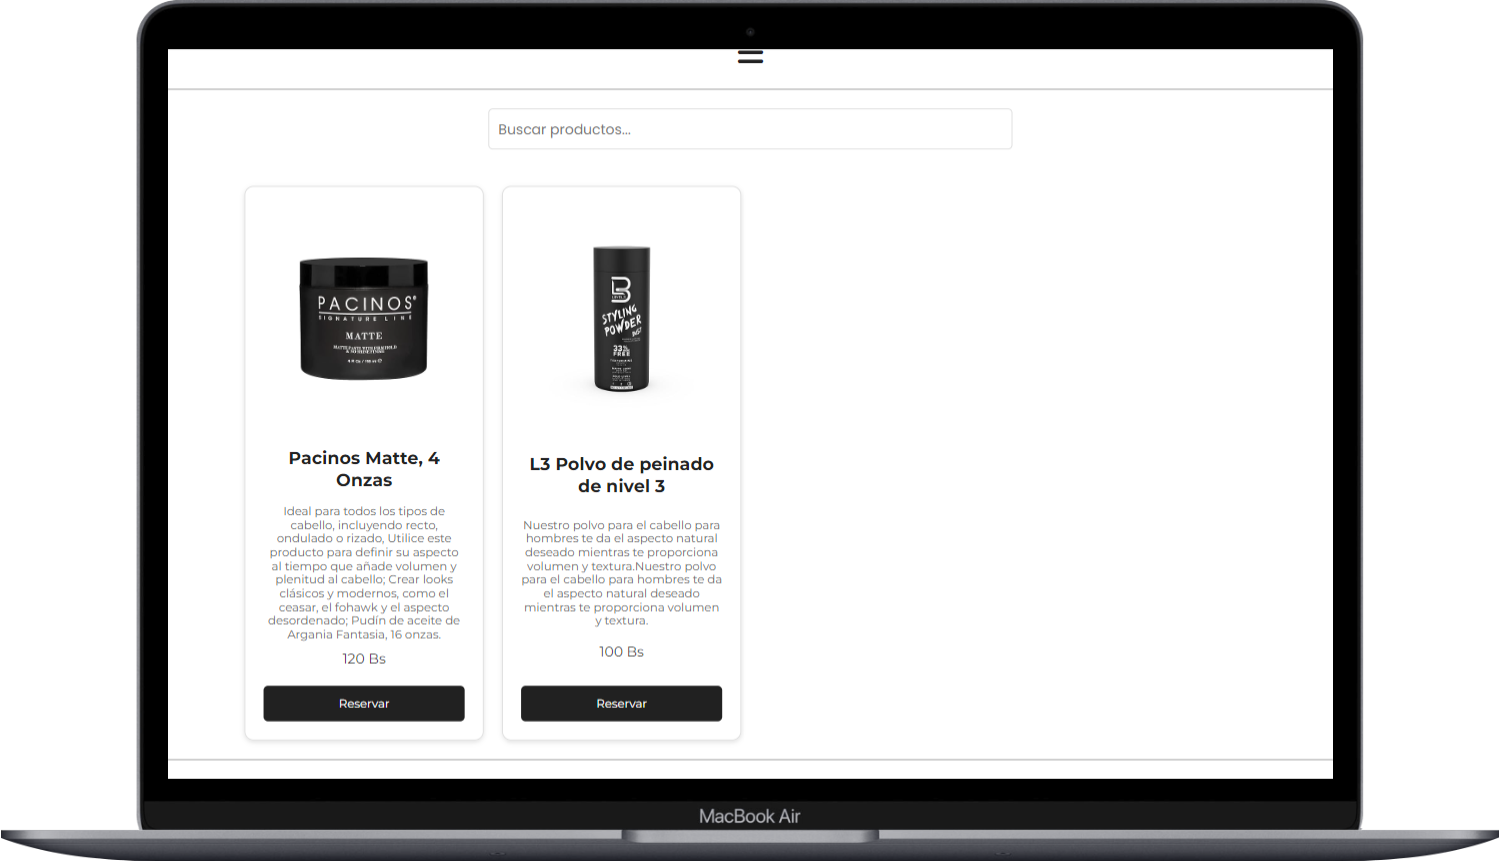 Buscar productos...
PACINOS
SIGNATURE LINE
MATTE
STYLING
POWDER
33%
FREE
Pacinos Matte, 4
Onzas
Ideal para todos los tipos de
cabello, incluyendo recto,
ondulado o rizado, Utilice este
producto para definir su aspecto
al tiempo que añade volumen y
plenitud al cabello; Crear looks
clásicos y modernos, como el
ceasar, el fohawk y el aspecto
desordenado; Pudín de aceite de
Argania Fantasia, 16 onzas.
120 Bs
Reservar
L3 Polvo de peinado
de nivel 3
Nuestro polvo para el cabello para
hombres te da el aspecto natural
deseado mientras te proporciona
volumen y textura.Nuestro polvo
para el cabello para hombres te da
el aspecto natural deseado
mientras te proporciona volumen
y textura.
100 Bs
Reservar
MacBook Air